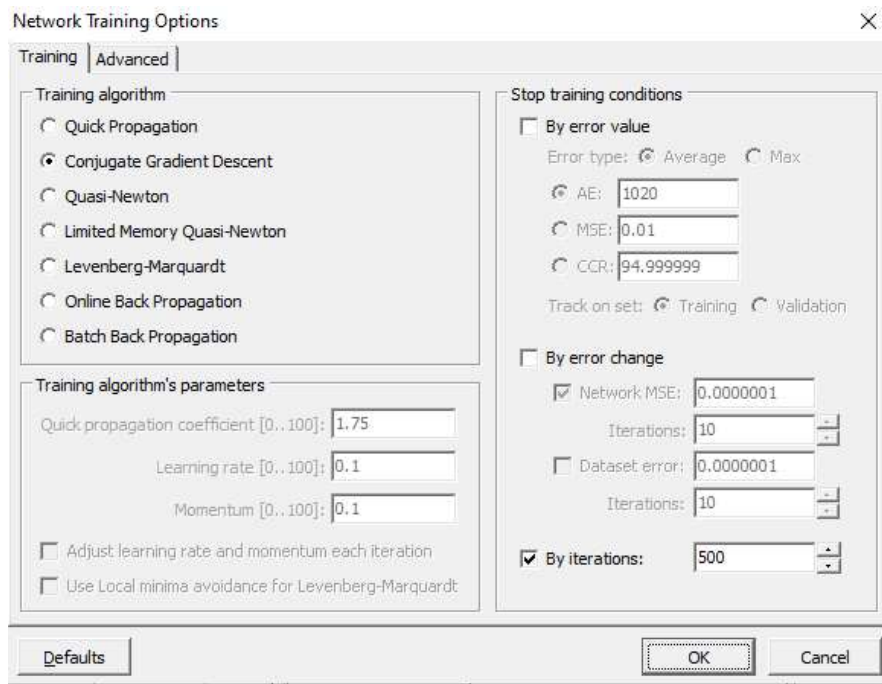 Network Training Options
Training
Advanced
Training algorithm
Quick Propagation
Conjugate Gradient Descent
Quasi-Newton
Limited Memory Quasi-Newton
Levenberg-Marquardt
Online Back Propagation
Batch Back Propagation
Training algorithm's parameters
Quick propagation coefficient [0..100]: 1.75
Learning rate [0..100]: 0.1
Momentum [0..100]: 0.1
Adjust learning rate and momentum each iteration
Use Local minima avoidance for Levenberg-Marquardt
Stop training conditions
By error value
Error type: Average Max
AE: 1020
MSE: 0.01
CCR: 94.999999
Track on set: Training Validation
By error change
Network MSE: 0.0000001
Iterations: 10
Dataset error: 0.0000001
Iterations: 10
By iterations: 500
Defaults
OK
Cancel